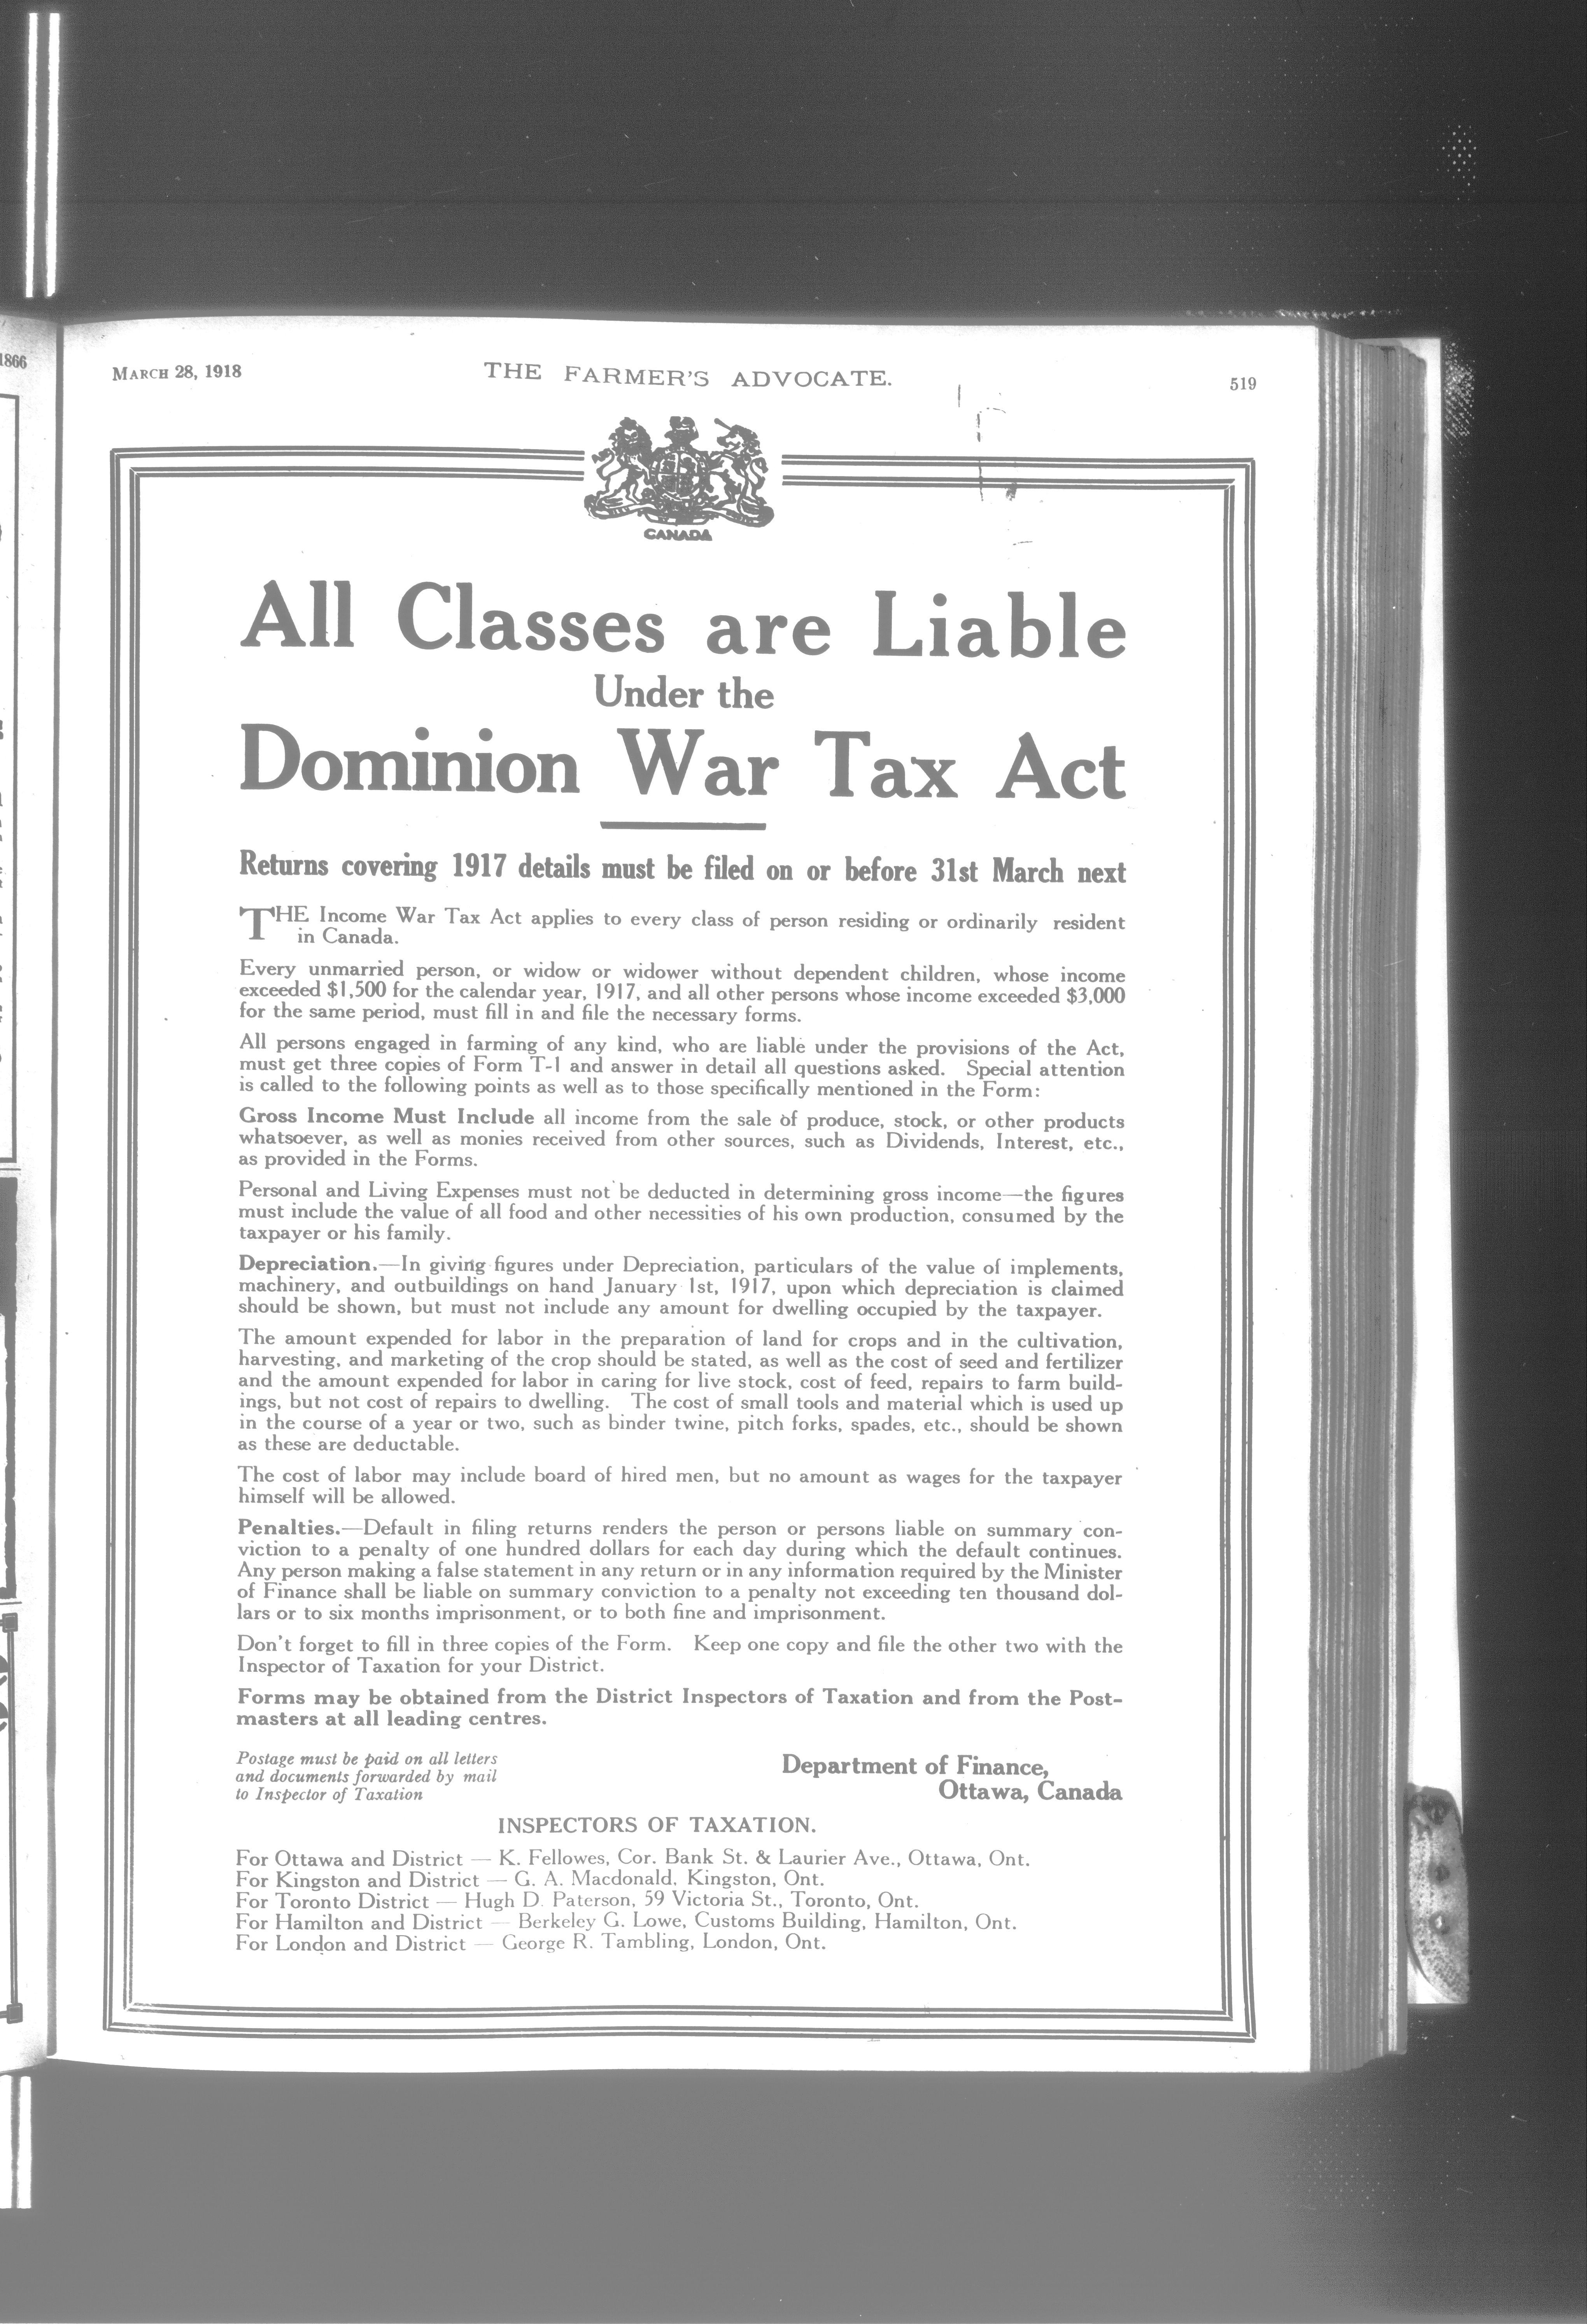 1866
MARCH 28, 1918
THE FARMER'S ADVOCATE.
519
CANADA
All Classes are Liable
Under the
Dominion War Tax Act
Returns covering 1917 details must be filed on or before 31st March next
THE Income War Tax Act applies to every class of person residing or ordinarily resident
in Canada.
Every unmarried person, or widow or widower without dependent children, whose income
exceeded $1,500 for the calendar year, 1917, and all other persons whose income exceeded $3,000
for the same period, must fill in and file the necessary forms.
All persons engaged in farming of any kind, who are liable under the provisions of the Act,
must get three copies of Form T-1 and answer in detail all questions asked. Special attention
is called to the following points as well as to those specifically mentioned in the Form:
Gross Income Must Include all income from the sale of produce, stock, or other products
whatsoever, as well as monies received from other sources, such as Dividends, Interest, etc.,
as provided in the Forms.
Personal and Living Expenses must not be deducted in determining gross income—the figures
must include the value of all food and other necessities of his own production, consumed by the
taxpayer or his family.
Depreciation.—In giving figures under Depreciation, particulars of the value of implements,
machinery, and outbuildings on hand January 1st, 1917, upon which depreciation is claimed
should be shown, but must not include any amount for dwelling occupied by the taxpayer.
The amount expended for labor in the preparation of land for crops and in the cultivation,
harvesting, and marketing of the crop should be stated, as well as the cost of seed and fertilizer
and the amount expended for labor in caring for live stock, cost of feed, repairs to farm build-
ings, but not cost of repairs to dwelling. The cost of small tools and material which is used up
in the course of a year or two, such as binder twine, pitch forks, spades, etc., should be shown
as these are deductable.
The cost of labor may include board of hired men, but no amount as wages for the taxpayer
himself will be allowed.
Penalties.—Default in filing returns renders the person or persons liable on summary con-
viction to a penalty of one hundred dollars for each day during which the default continues.
Any person making a false statement in any return or in any information required by the Minister
of Finance shall be liable on summary conviction to a penalty not exceeding ten thousand dol-
lars or to six months imprisonment, or to both fine and imprisonment.
Don't forget to fill in three copies of the Form. Keep one copy and file the other two with the
Inspector of Taxation for your District.
Forms may be obtained from the District Inspectors of Taxation and from the Post-
masters at all leading centres.
Postage must be paid on all letters
and documents forwarded by mail
to Inspector of Taxation
Department of Finance,
Ottawa, Canada
INSPECTORS OF TAXATION.
For Ottawa and District — K. Fellowes, Cor. Bank St. & Laurier Ave., Ottawa, Ont.
For Kingston and District — G. A. Macdonald, Kingston, Ont.
For Toronto District — Hugh D. Paterson, 59 Victoria St., Toronto, Ont.
For Hamilton and District — Berkeley G. Lowe, Customs Building, Hamilton, Ont.
For London and District — George R. Tambling, London, Ont.